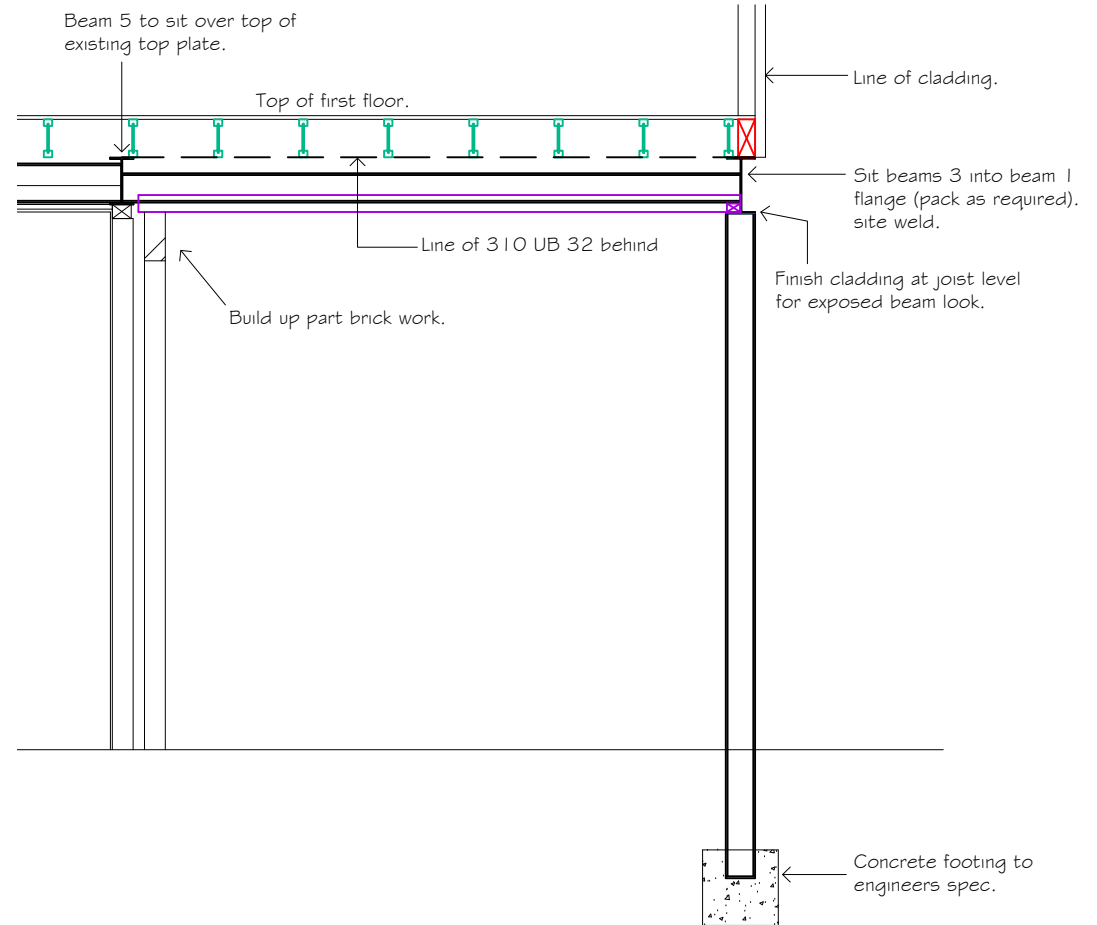 Beam 5 to sit over top of
existing top plate.
Line of cladding.
Top of first floor.
Sit beams 3 into beam 1
flange (pack as required).
site weld.
Line of 310 UB 32 behind
Finish cladding at joist level
for exposed beam look.
Build up part brick work.
Concrete footing to
engineers spec.